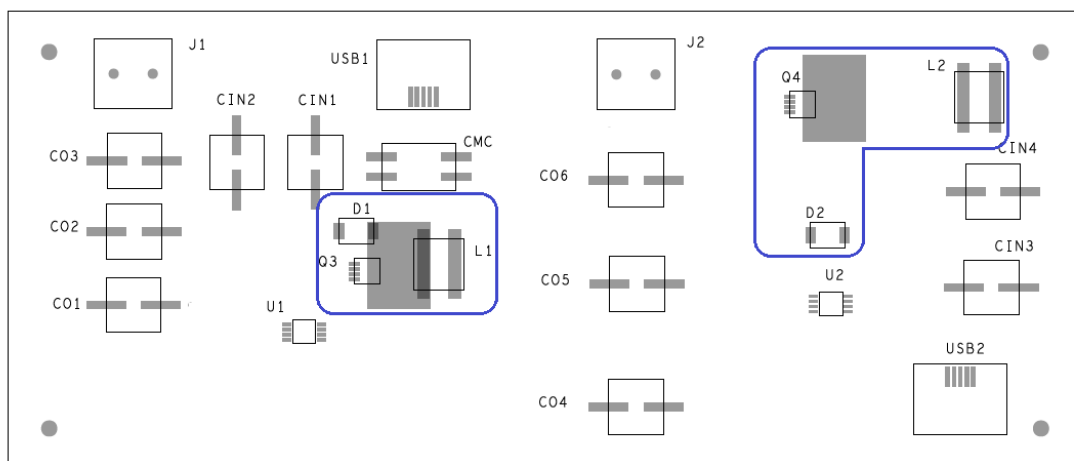 J1
USB1
J2
L2
Q4
CIN2
CIN1
CO3
CMC
CIN4
CO6
CO2
D1
D2
L1
Q3
CIN3
CO5
U2
CO1
U1
USB2
CO4